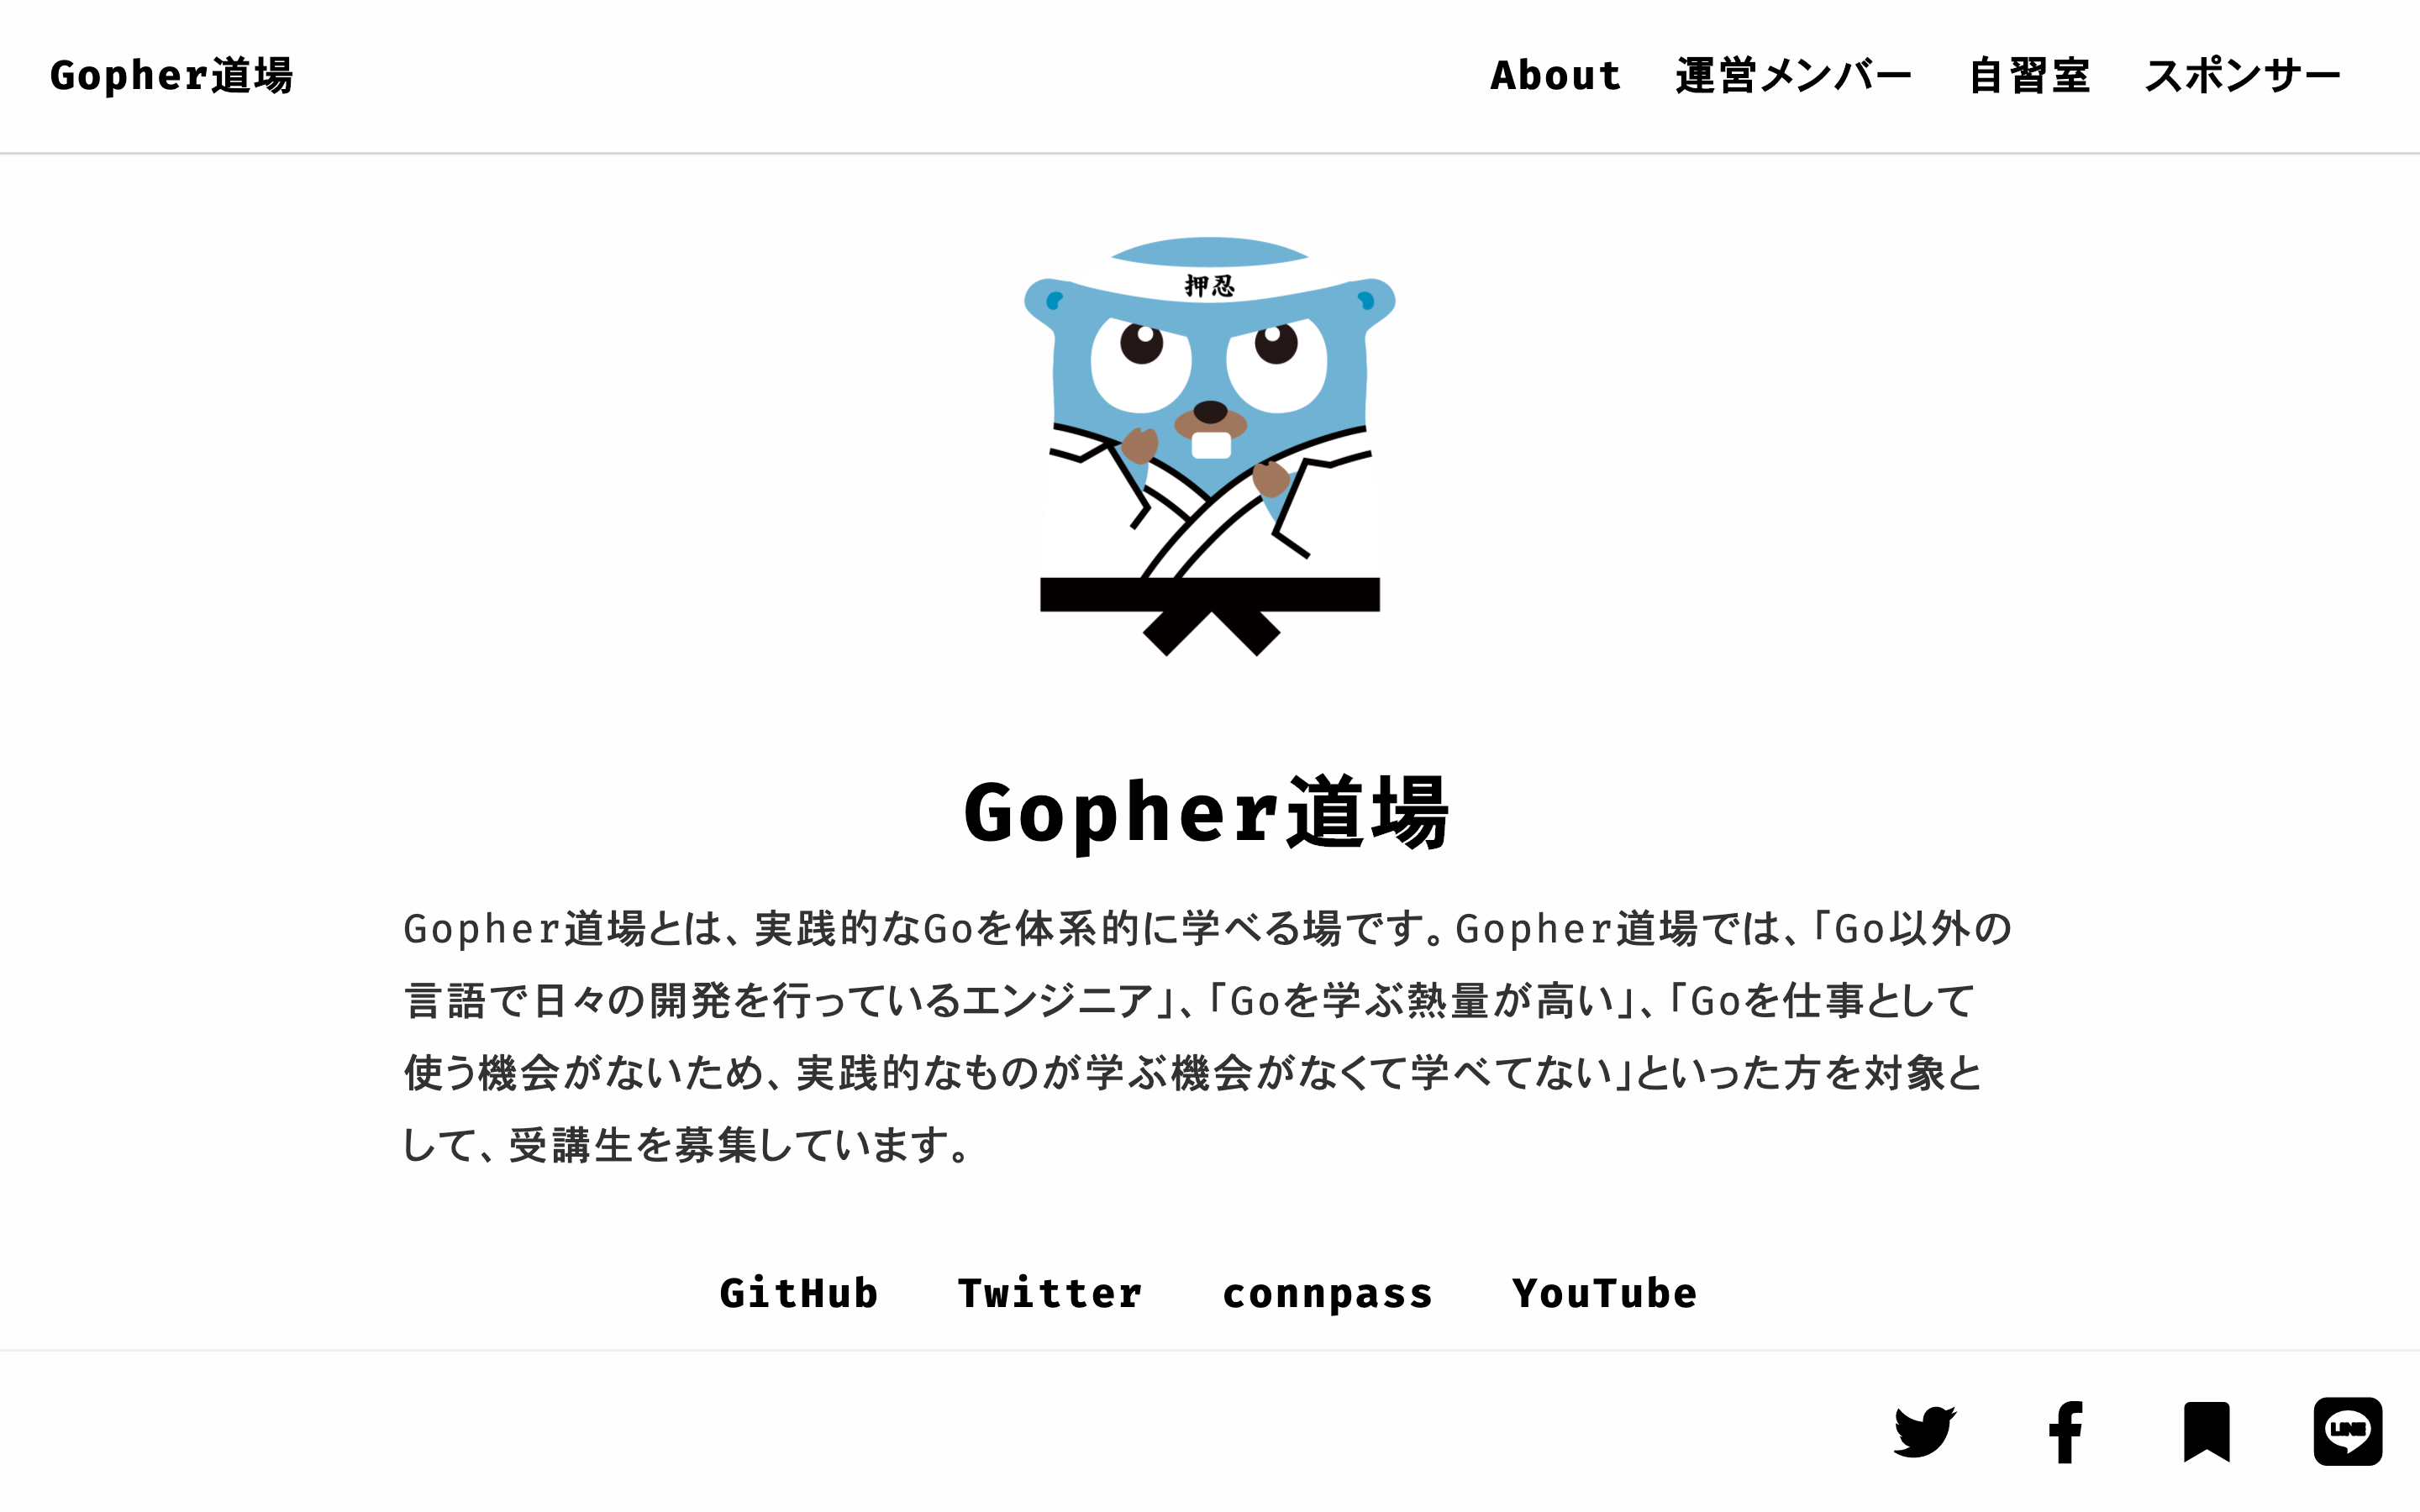 Gopher道場
About 運営メンバー 自習室 スポンサー
押忍
Gopher道場
Gopher道場とは、実践的なGoを体系的に学べる場です。Gopher道場では、「Go以外の
言語で日々の開発を行っているエンジニア」、「Goを学ぶ熱量が高い」、「Goを仕事として
使う機会がないため、実践的なものが学ぶ機会がなくて学べてない」といった方を対象と
して、受講生を募集しています。
GitHub Twitter connpass YouTube
LINE